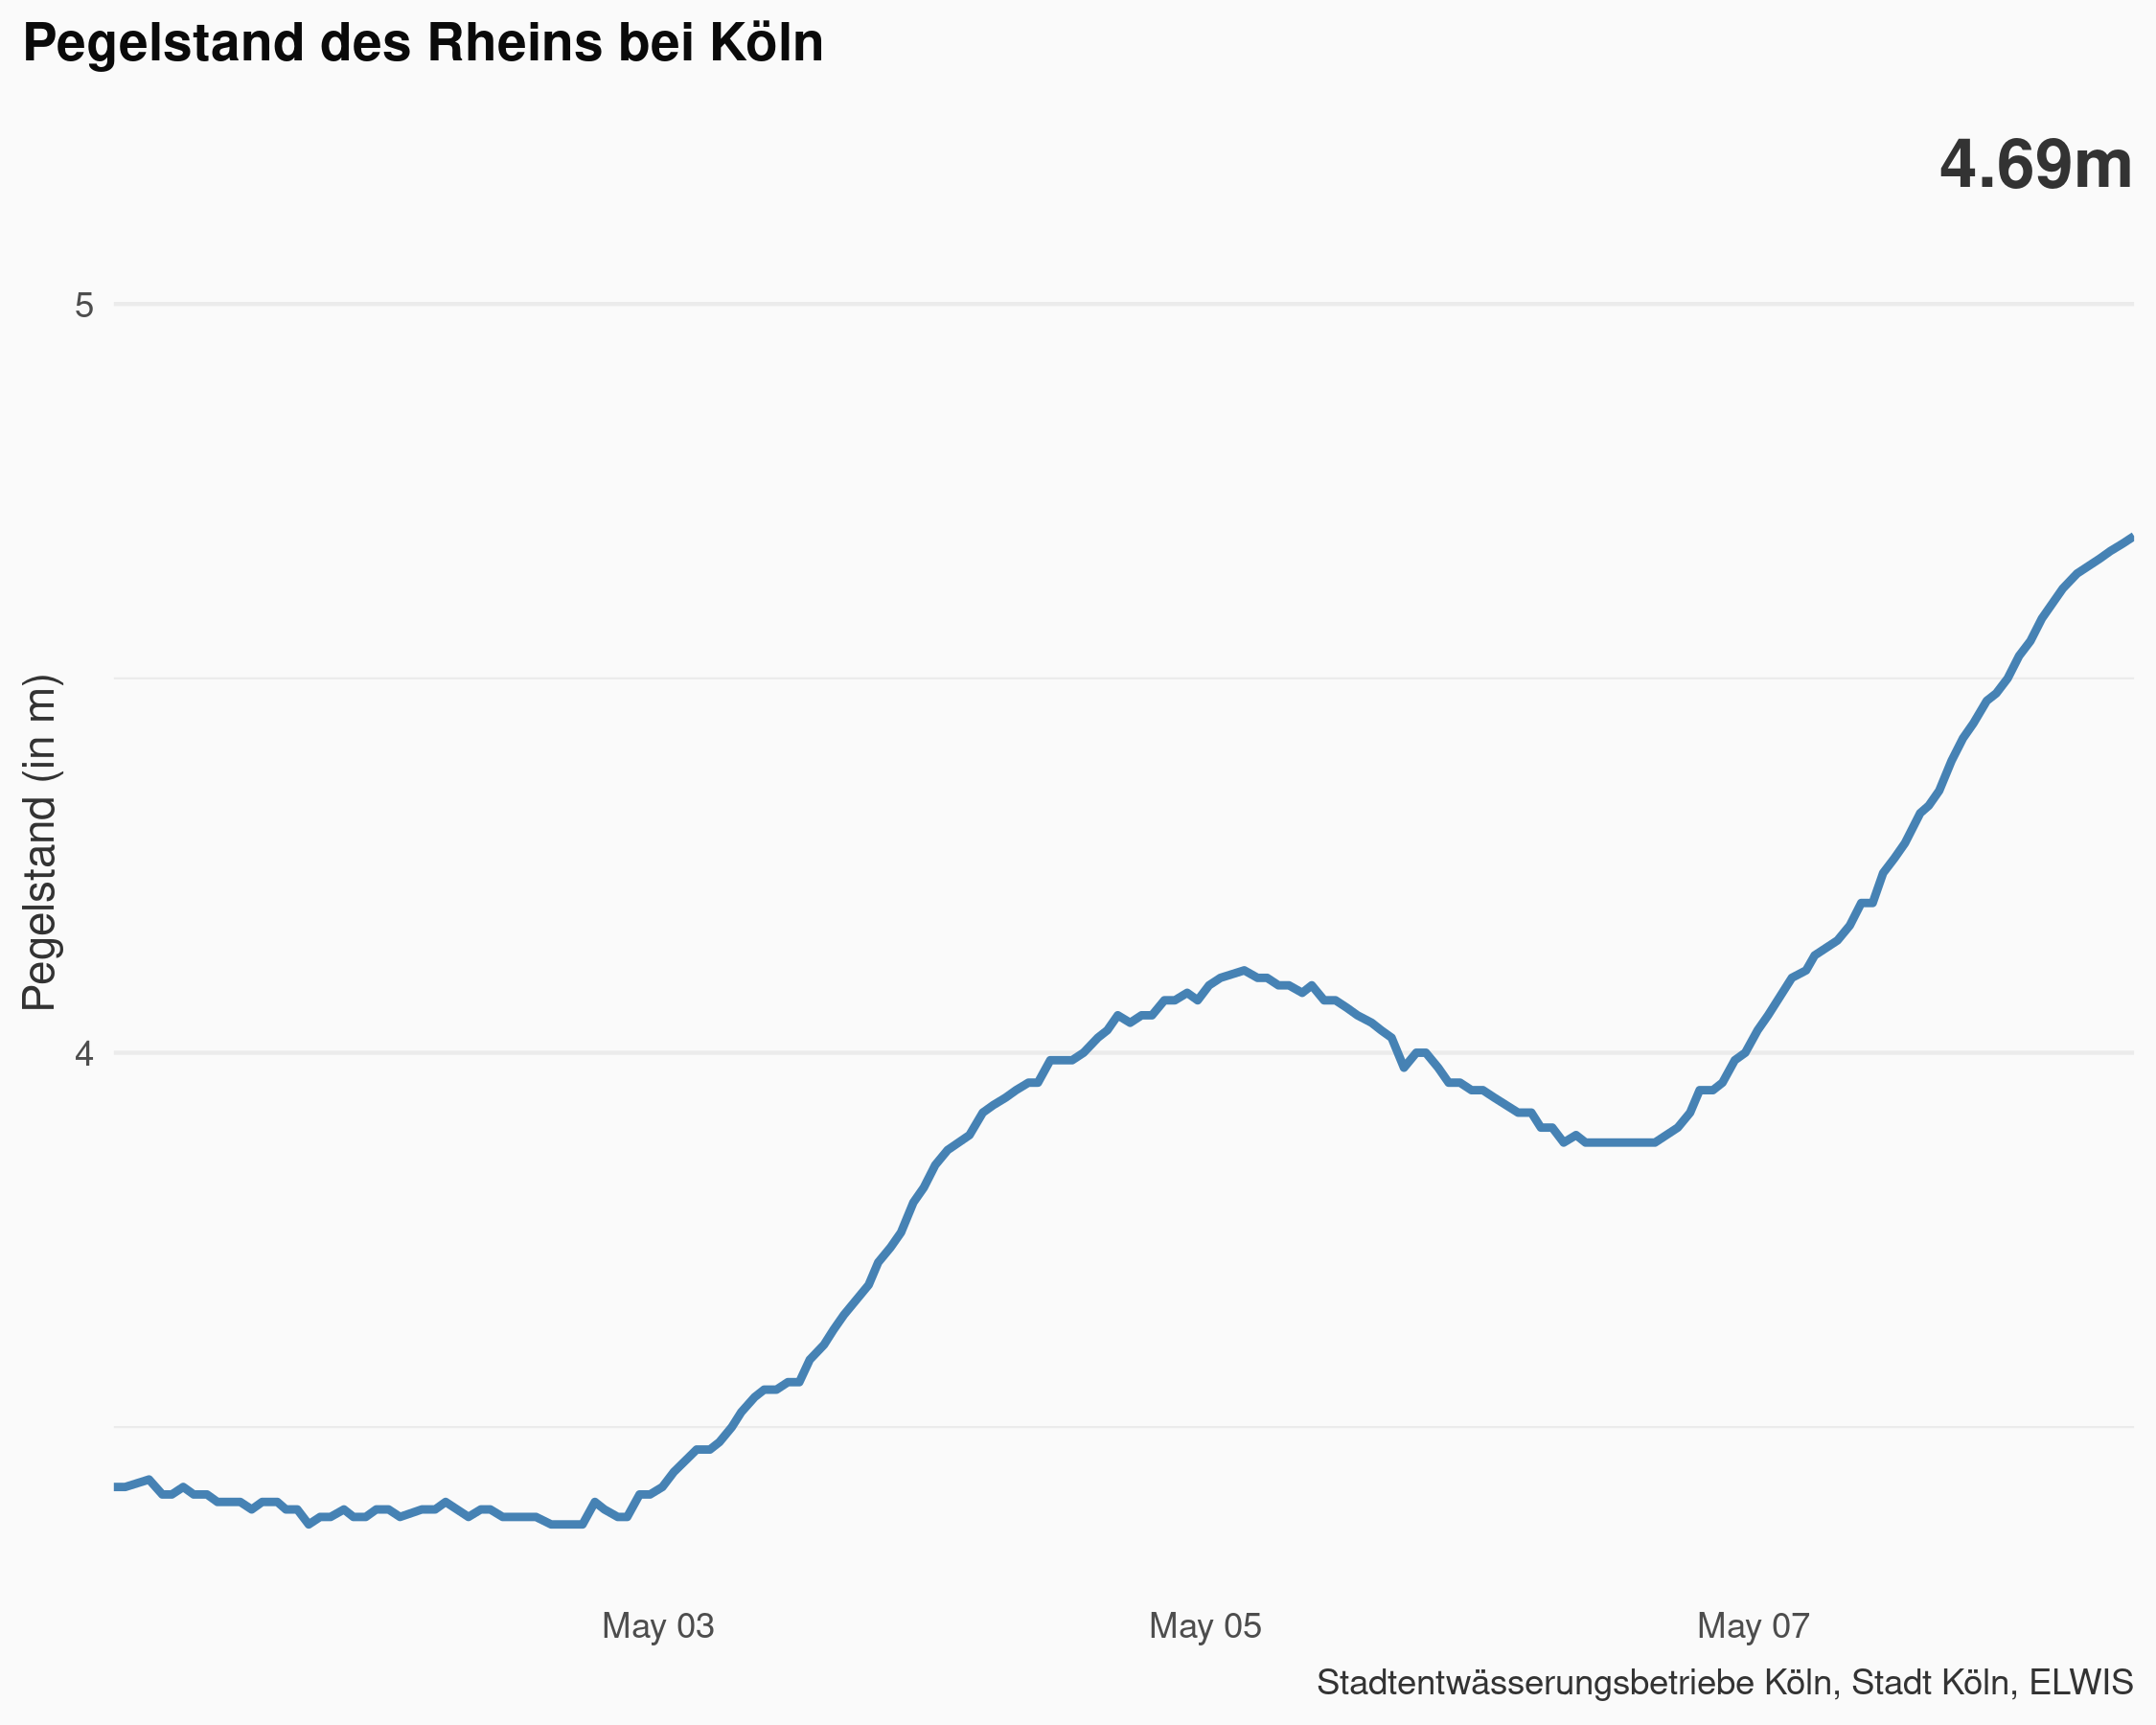 Pegelstand des Rheins bei Köln
4.69m
5
Pegelstand (in m)
4
May 03
May 05
May 07
Stadtentwässerungsbetriebe Köln, Stadt Köln, ELWIS